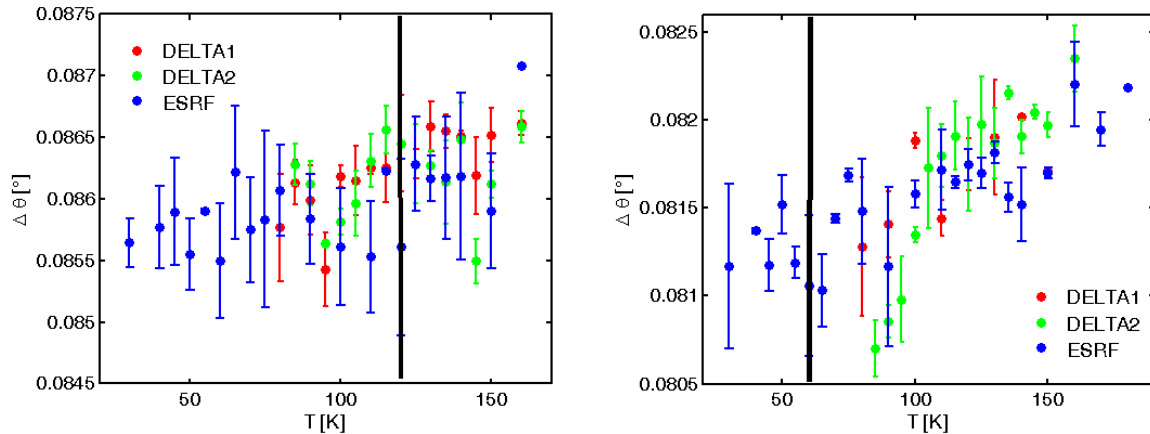 0.0875
0.087
0.0865
0.086
0.0855
0.085
0.0845
Δ θ [°]
DELTA1
DELTA2
ESRF
50
100
150
T [K]
0.0825
0.082
0.0815
0.081
0.0805
Δ θ [°]
DELTA1
DELTA2
ESRF
50
100
150
T [K]